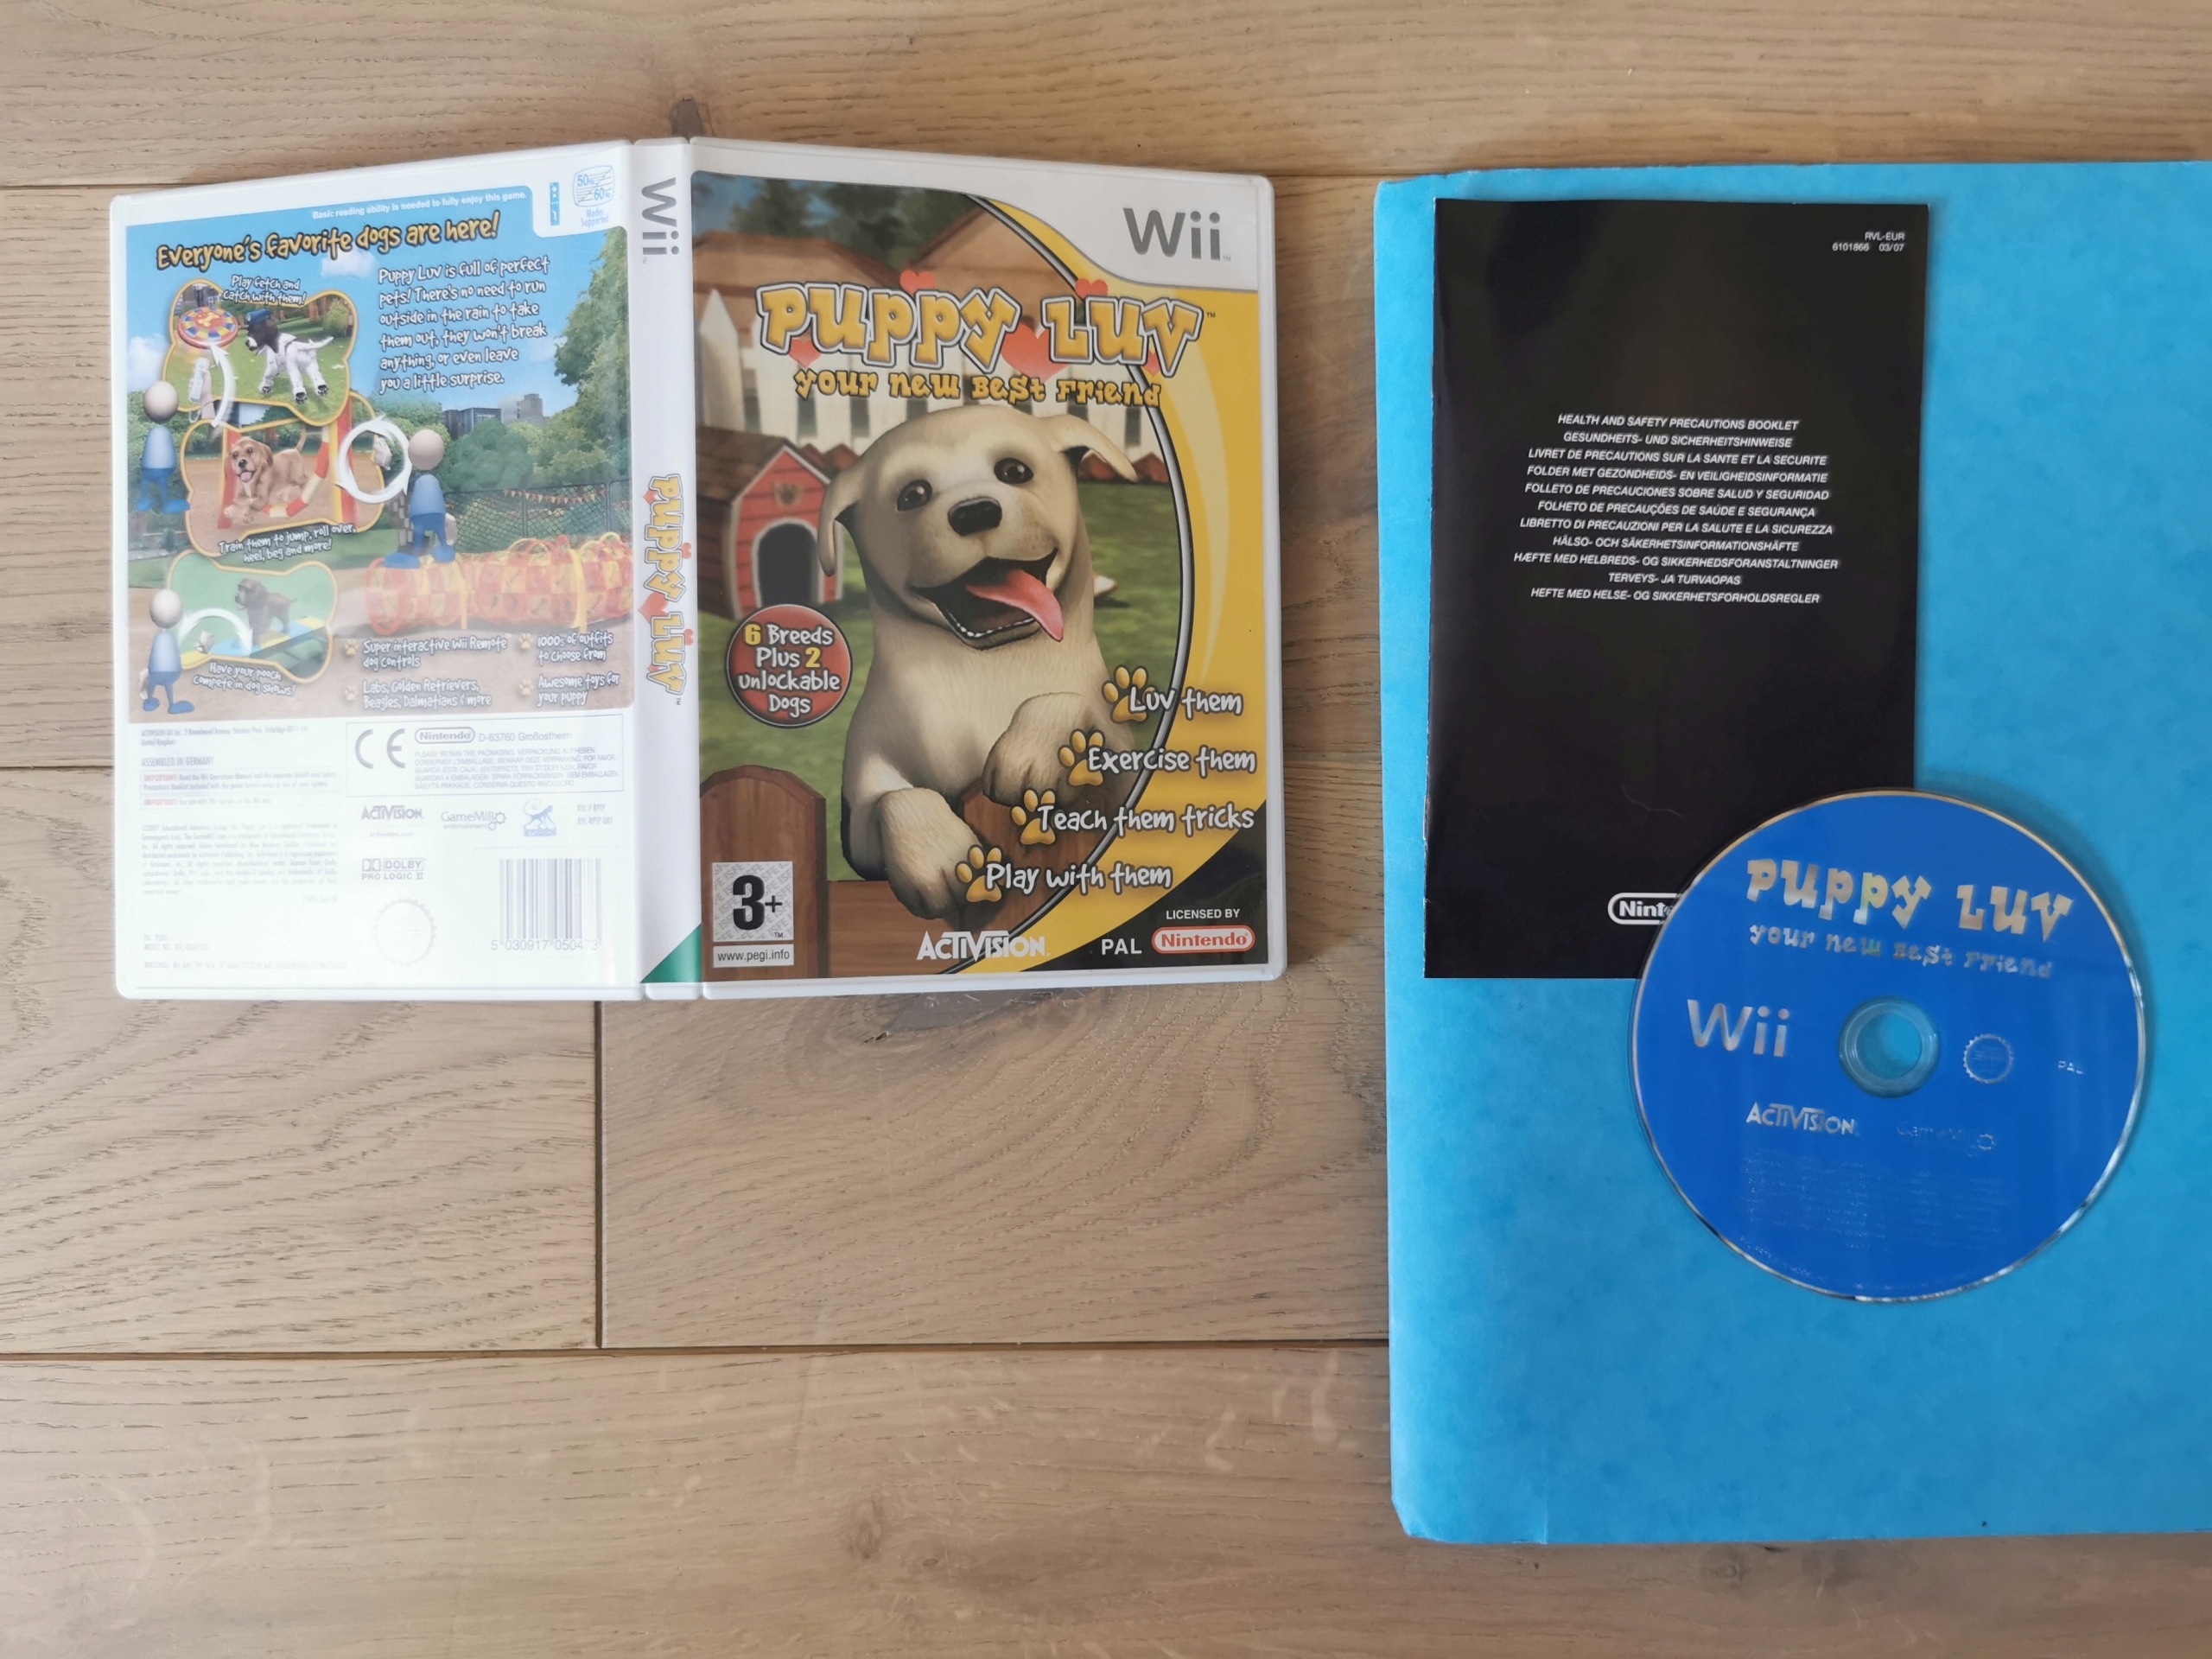 Basic reading ability is needed to fully enjoy this game.
50Hz
60Hz
Modes
Supported
Everyone's favorite dogs are here!
Play fetch and
catch with them!
Puppy Luv is full of perfect
pets! There's no need to run
outside in the rain to take
them out, they won't break
anything, or even leave
you a little surprise.
Train them to jump, roll over,
heel, beg and more!
Have your pooch
compete in dog shows!
Super interactive Wii Remote
dog controls
Labs, Golden Retrievers,
Beagles, Dalmatians & more
1000s of outfits
to choose from
Awesome toys for
your puppy
ASSEMBLED IN GERMANY
CE
Nintendo D-63760 Großostheim
ACTIVISION
GameMill
DOLBY
PRO LOGIC II
5 030917 050473
Wii
PUPPY LUV
Wii
PUPPY LUV™
your new Best Friend
6 Breeds
Plus 2
unlockable
Dogs
Luv them
Exercise them
Teach them tricks
Play with them
3+
www.pegi.info
ACTIVISION
PAL
LICENSED BY
Nintendo
RVL-EUR
6101866 03/07
HEALTH AND SAFETY PRECAUTIONS BOOKLET
GESUNDHEITS- UND SICHERHEITSHINWEISE
LIVRET DE PRECAUTIONS SUR LA SANTE ET LA SECURITE
FOLDER MET GEZONDHEIDS- EN VEILIGHEIDSINFORMATIE
FOLLETO DE PRECAUCIONES SOBRE SALUD Y SEGURIDAD
FOLHETO DE PRECAUÇÕES DE SAÚDE E SEGURANÇA
LIBRETTO DI PRECAUZIONI PER LA SALUTE E LA SICUREZZA
HÄLSO- OCH SÄKERHETSINFORMATIONSHÄFTE
HÆFTE MED HELBREDS- OG SIKKERHEDSFORANSTALTNINGER
TERVEYS- JA TURVAOPAS
HEFTE MED HELSE- OG SIKKERHETSFORHOLDSREGLER
Ninte
PUPPY LUV
your new Best Friend
Wii
PAL
ACTIVISION
GameMill